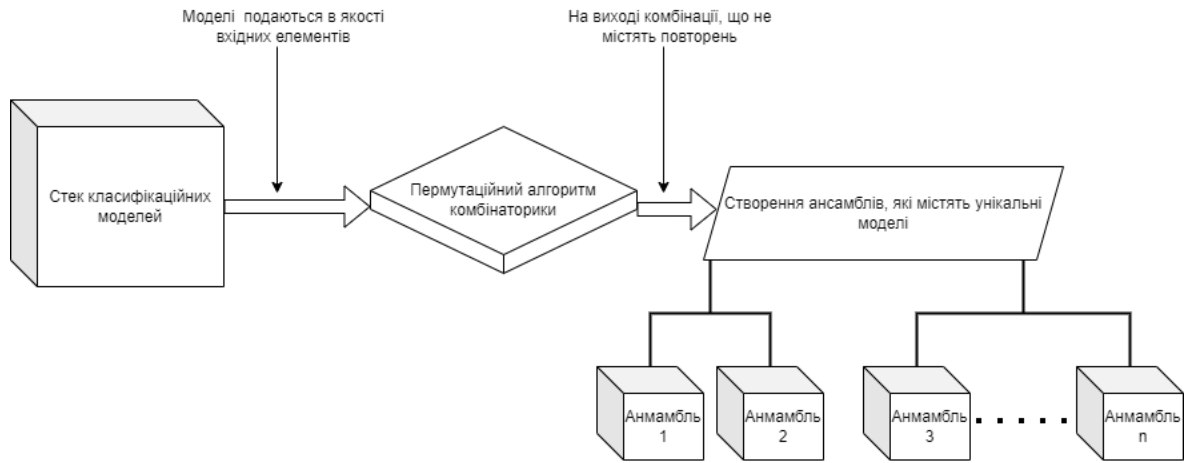 Моделі подаються в якості
вхідних елементів
На виході комбінації, що не
містять повторень
Стек класифікаційних
моделей
Пермутаційний алгоритм
комбінаторики
Створення ансамблів, які містять унікальні
моделі
Анмамбль
1
Анмамбль
2
Анмамбль
3
Анмамбль
n